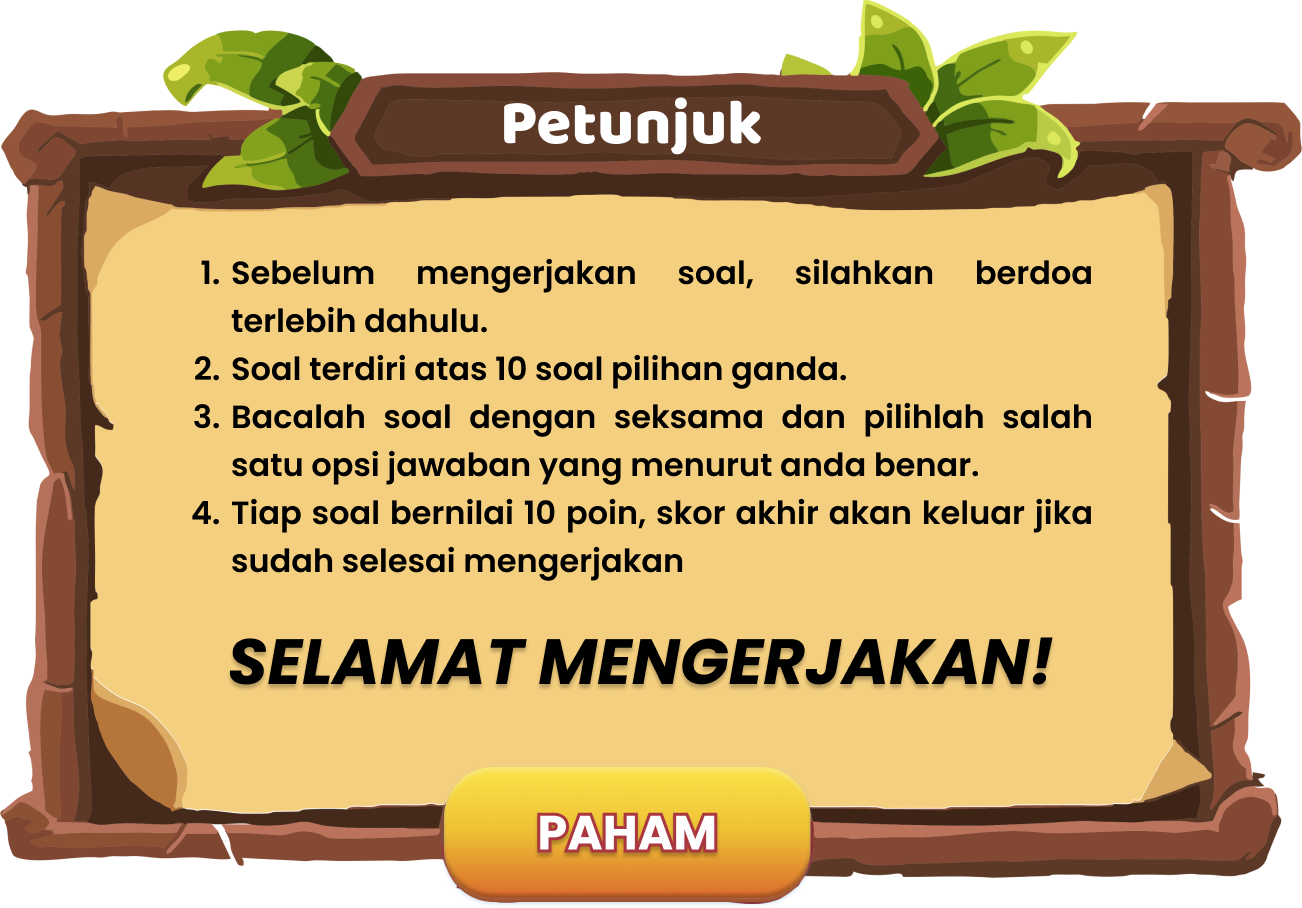 Petunjuk
1. Sebelum mengerjakan soal, silahkan berdoa
terlebih dahulu.
2. Soal terdiri atas 10 soal pilihan ganda.
3. Bacalah soal dengan seksama dan pilihlah salah
satu opsi jawaban yang menurut anda benar.
4. Tiap soal bernilai 10 poin, skor akhir akan keluar jika
sudah selesai mengerjakan
SELAMAT MENGERJAKAN!
PAHAM